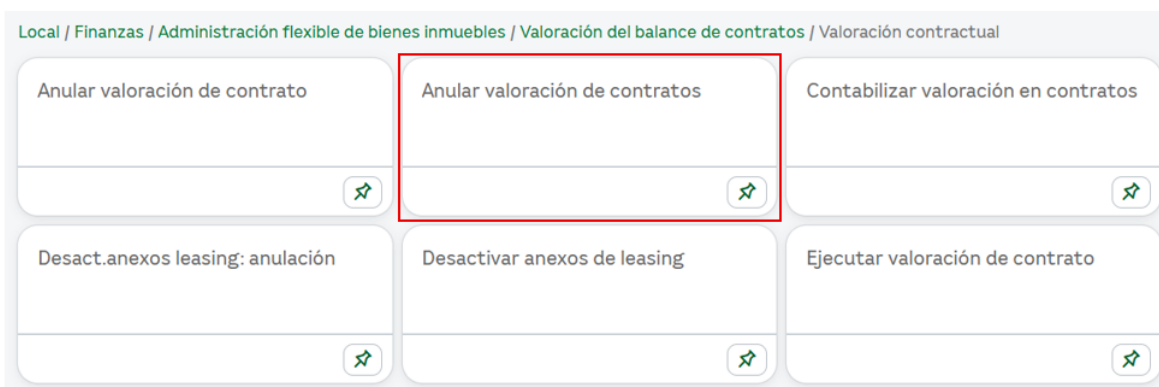 Local / Finanzas / Administración flexible de bienes inmuebles / Valoración del balance de contratos / Valoración contractual
Anular valoración de contrato
Anular valoración de contratos
Contabilizar valoración en contratos
Desact.anexos leasing: anulación
Desactivar anexos de leasing
Ejecutar valoración de contrato